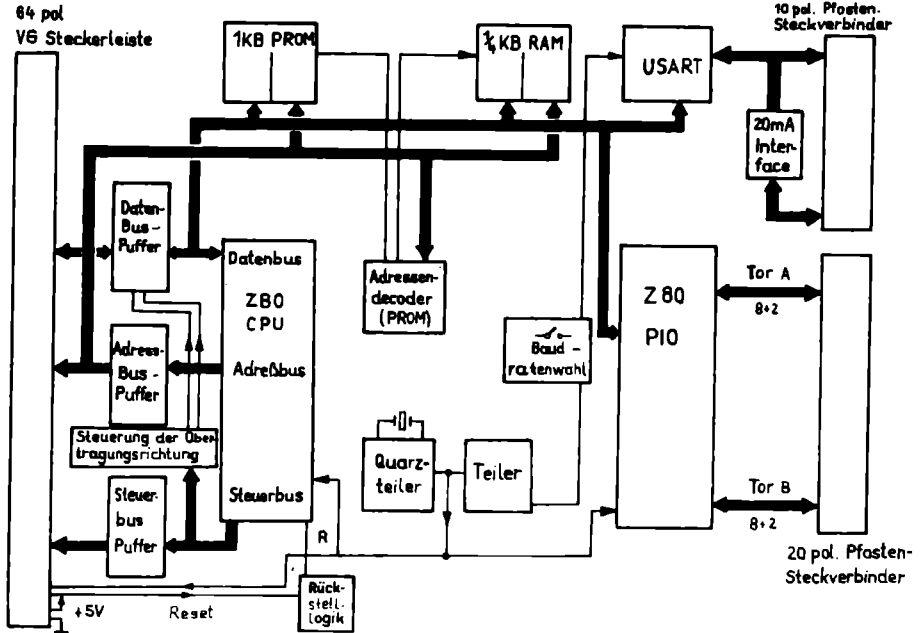 64 pol
VG Steckerleiste
1KB PROM
1/4 KB RAM
USART
10 pol. Pfosten-
Steckverbinder
20mA
Inter-
face
Daten-
Bus-
Puffer
Datenbus
Z80
CPU
Adreßbus
Steuerbus
Adress-
Bus-
Puffer
Steuerung der Über-
tragungsrichtung
Steuer-
bus
Puffer
Adressen-
decoder
(PROM)
Baud-
ratenwahl
Quarz-
teiler
Teiler
Z80
PIO
Tor A
8+2
Tor B
8+2
20 pol. Pfosten-
Steckverbinder
R
Rück-
stell-
logik
+5V
Reset